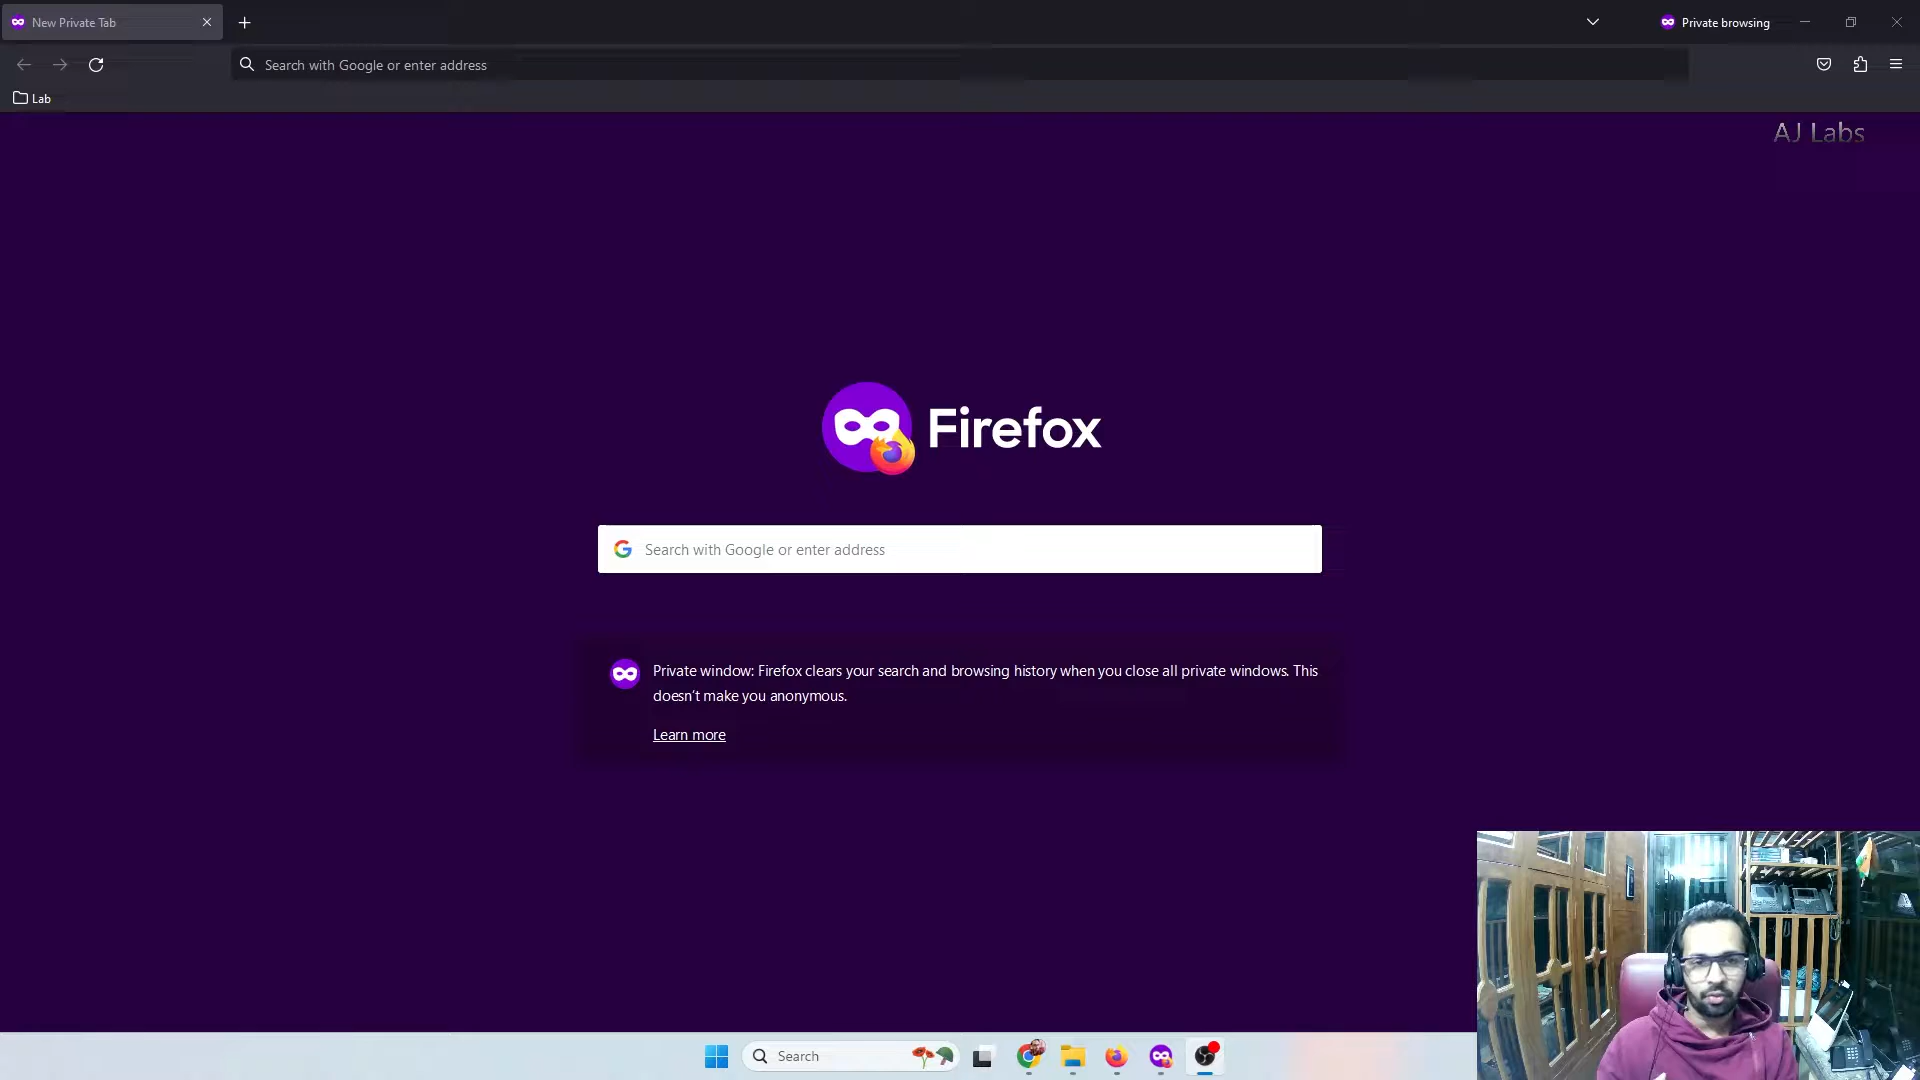 New Private Tab
Private browsing
Search with Google or enter address
Lab
AJ Labs
Firefox
Search with Google or enter address
Private window: Firefox clears your search and browsing history when you close all private windows. This
doesn't make you anonymous.
Learn more
Search